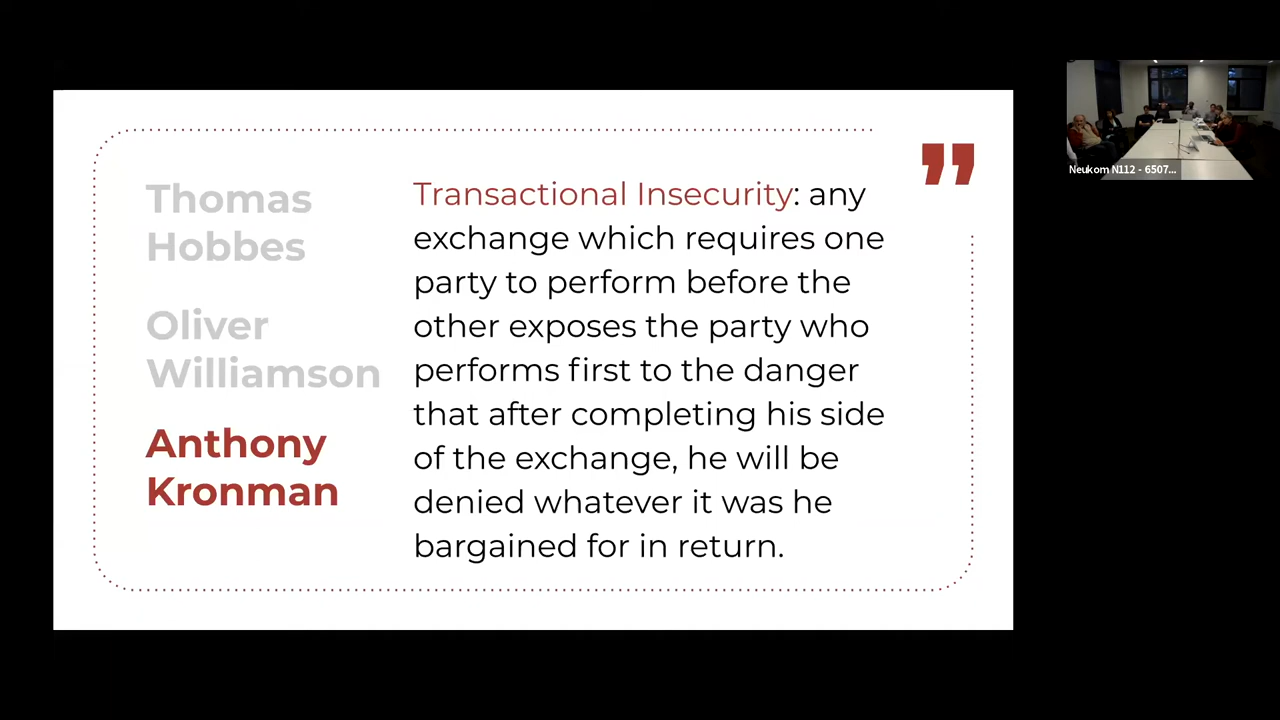 Thomas
Hobbes
Oliver
Williamson
Anthony
Kronman
”
Transactional Insecurity: any
exchange which requires one
party to perform before the
other exposes the party who
performs first to the danger
that after completing his side
of the exchange, he will be
denied whatever it was he
bargained for in return.
Neukom N112 - 6507...